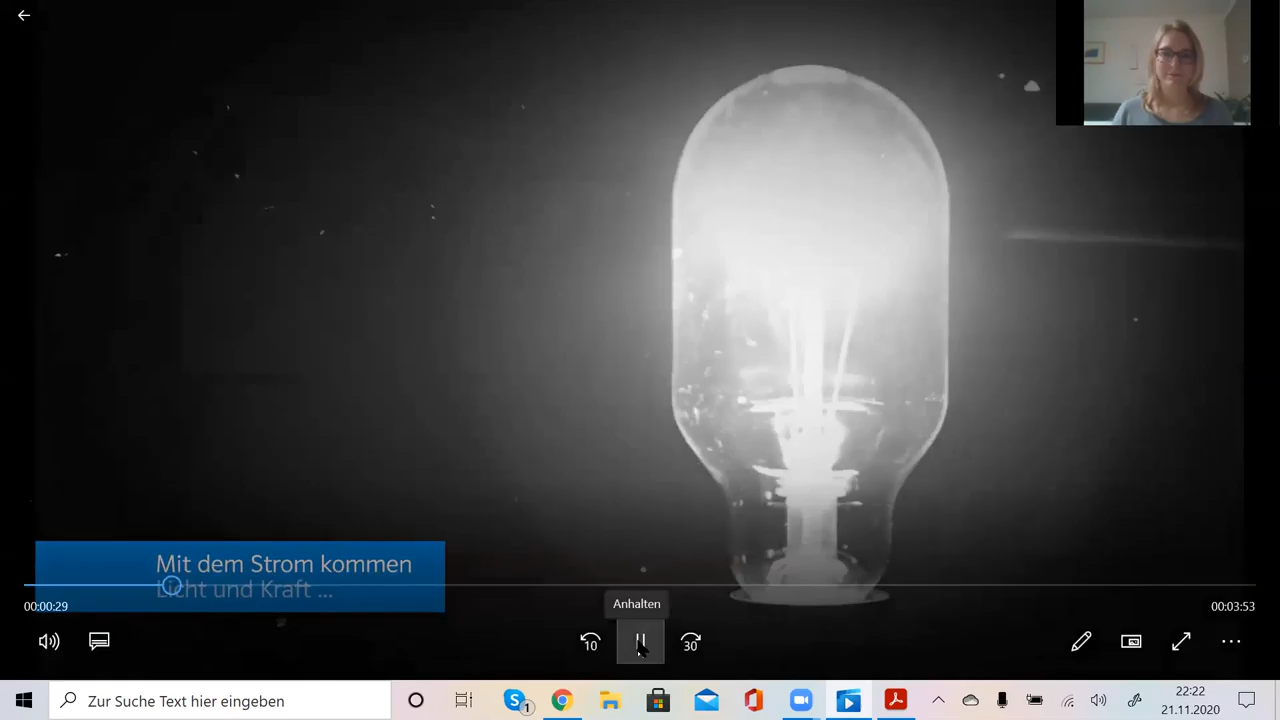 Mit dem Strom kommen
Licht und Kraft ...
Anhalten
00:00:29
00:03:53
10
30
Zur Suche Text hier eingeben
1
22:22
21.11.2020